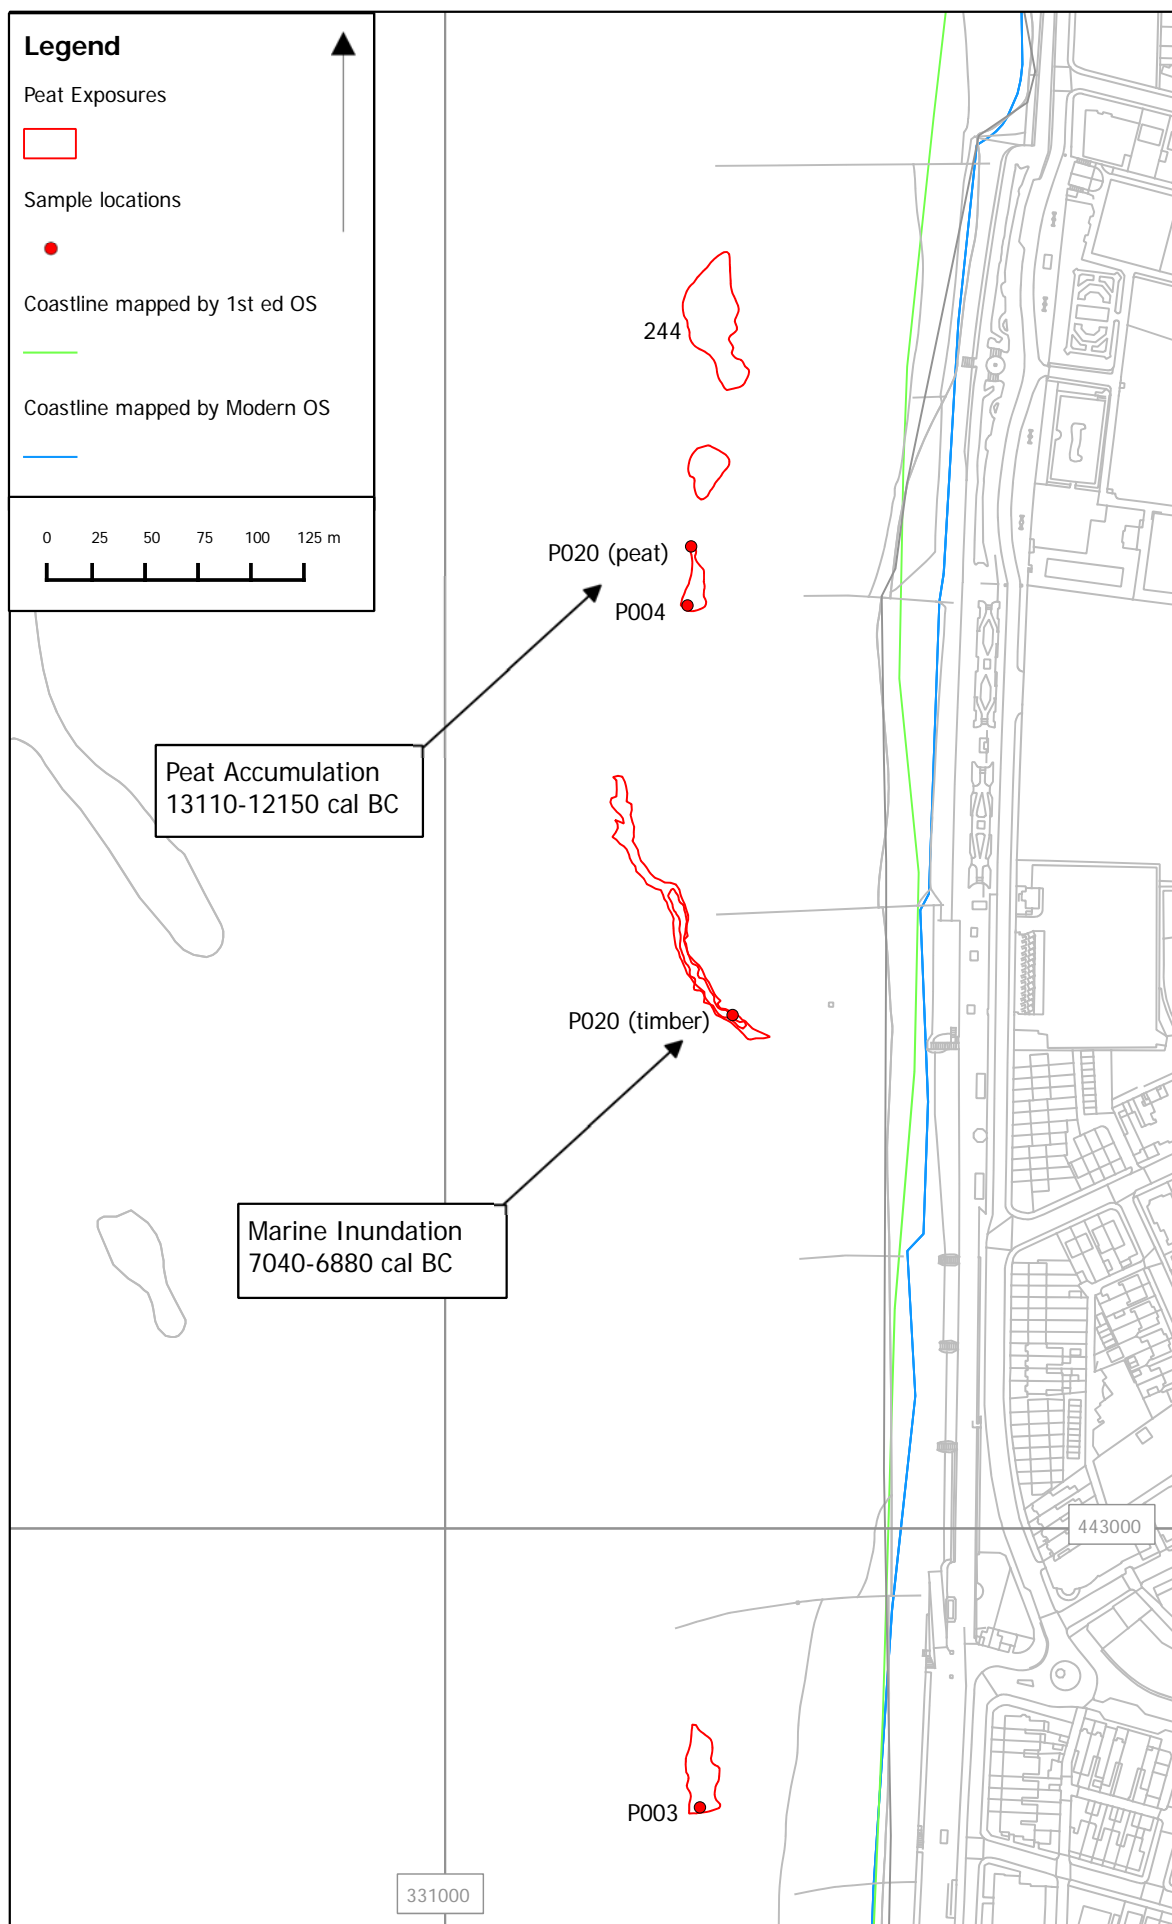 Legend
Peat Exposures
Sample locations
Coastline mapped by 1st ed OS
Coastline mapped by Modern OS
0 25 50 75 100 125 m
244
P020 (peat)
P004
Peat Accumulation
13110-12150 cal BC
P020 (timber)
Marine Inundation
7040-6880 cal BC
443000
P003
331000